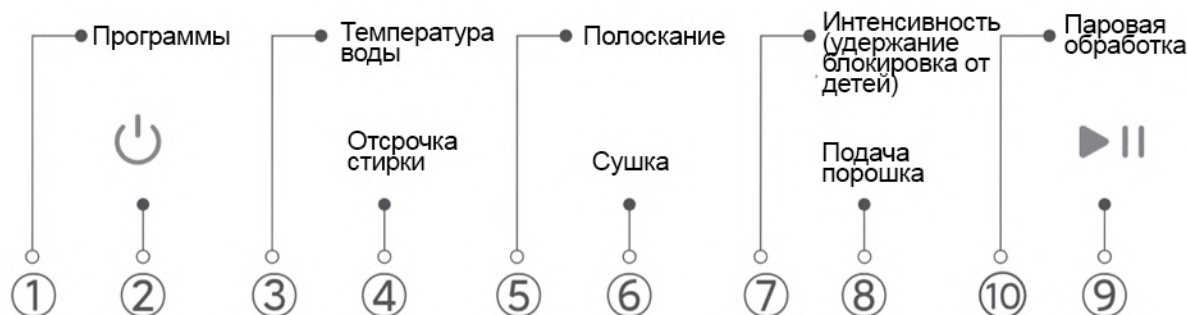 Программы
Температура
воды
Полоскание
Интенсивность
(удержание
блокировка от
детей)
Паровая
обработка
Отсрочка
стирки
Сушка
Подача
порошка
① ② ③ ④ ⑤ ⑥ ⑦ ⑧ ⑩ ⑨